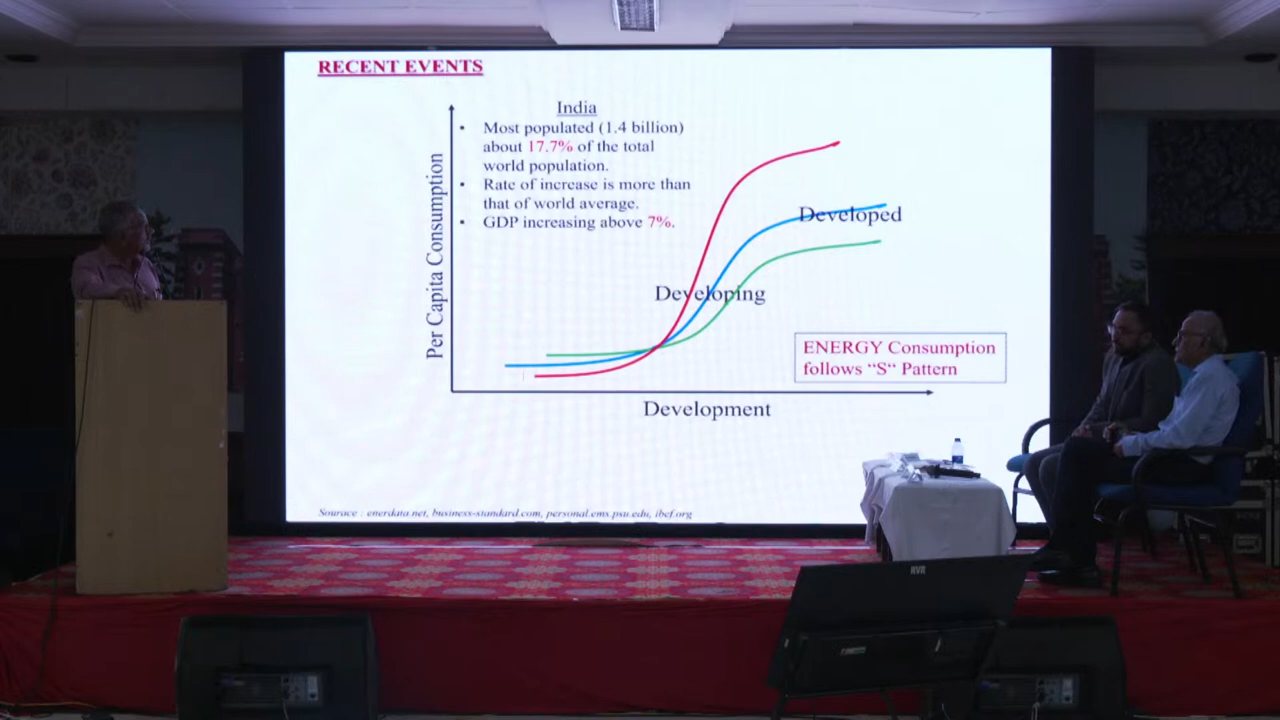 RECENT EVENTS
India
• Most populated (1.4 billion)
about 17.7% of the total
world population.
• Rate of increase is more than
that of world average.
• GDP increasing above 7%.
Per Capita Consumption
Developed
Developing
ENERGY Consumption
follows “S“ Pattern
Development
Sourace : enerdata.net, business-standard.com, personal.ems.psu.edu, ibef.org